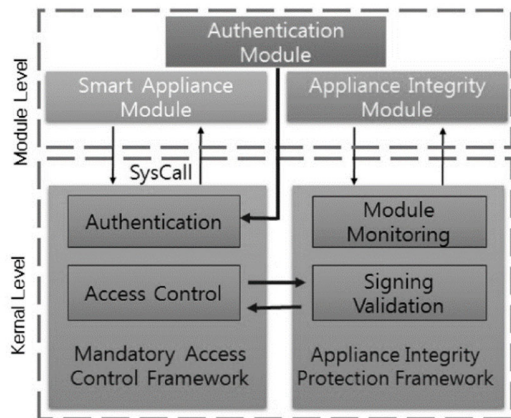 Authentication
Module
Smart Appliance
Module
Appliance Integrity
Module
Module Level
SysCall
Authentication
Module
Monitoring
Access Control
Signing
Validation
Mandatory Access
Control Framework
Appliance Integrity
Protection Framework
Kernal Level